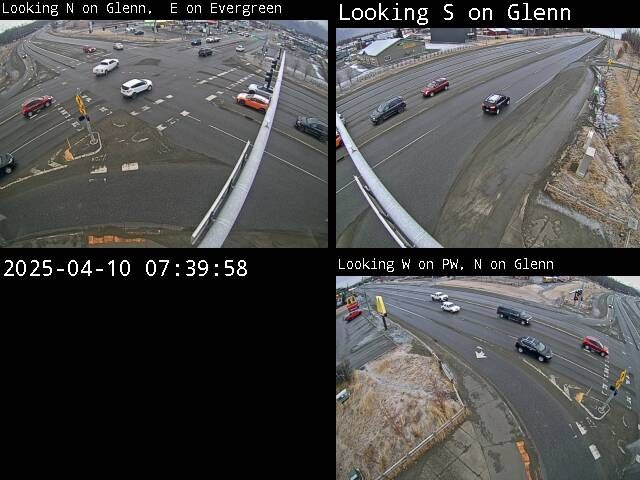 Looking N on Glenn, E on Evergreen
Looking S on Glenn
2025-04-10 07:39:58
Looking W on PW, N on Glenn